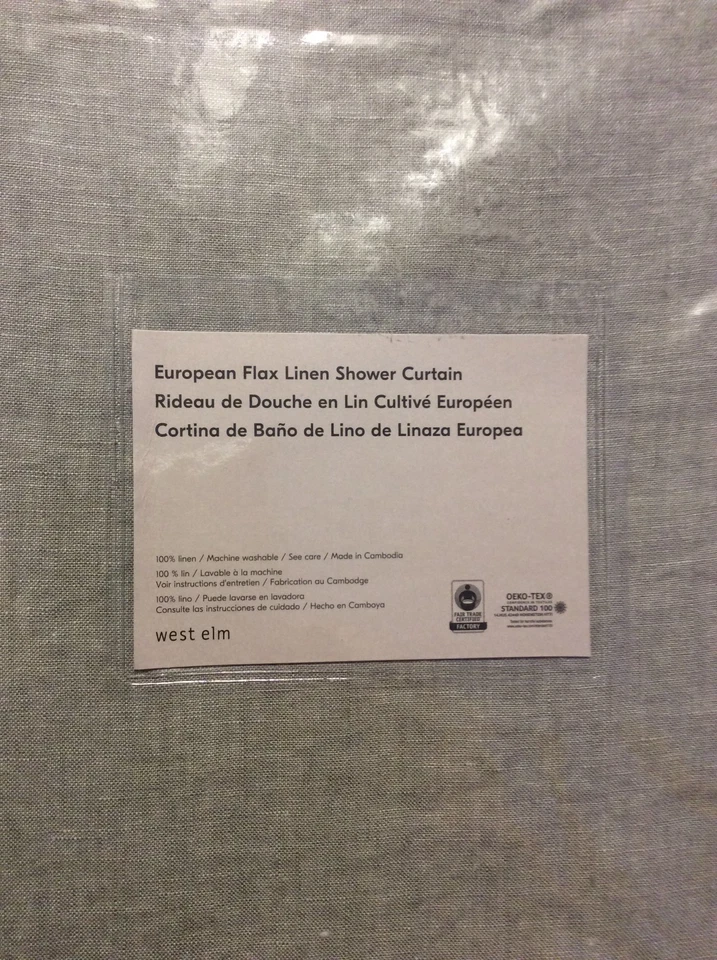 European Flax Linen Shower Curtain
Rideau de Douche en Lin Cultivé Européen
Cortina de Baño de Lino de Linaza Europea
100% linen / Machine washable / See care / Made in Cambodia
100 % lin / Lavable à la machine
Voir instructions d'entretien / Fabrication au Cambodge
100% lino / Puede lavarse en lavadora
Consulte las instrucciones de cuidado / Hecho en Camboya
west elm
FAIR TRADE
CERTIFIED
FACTORY
OEKO-TEX®
STANDARD 100